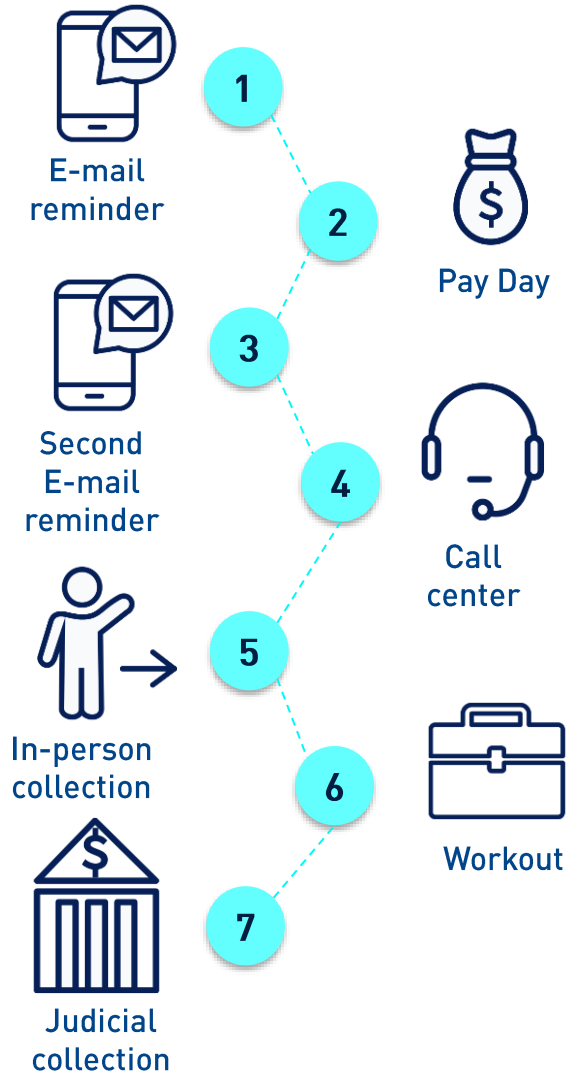 1
E-mail
reminder
2
$
Pay Day
3
Second
E-mail
reminder
4
Call
center
5
In-person
collection
6
Workout
$
7
Judicial
collection